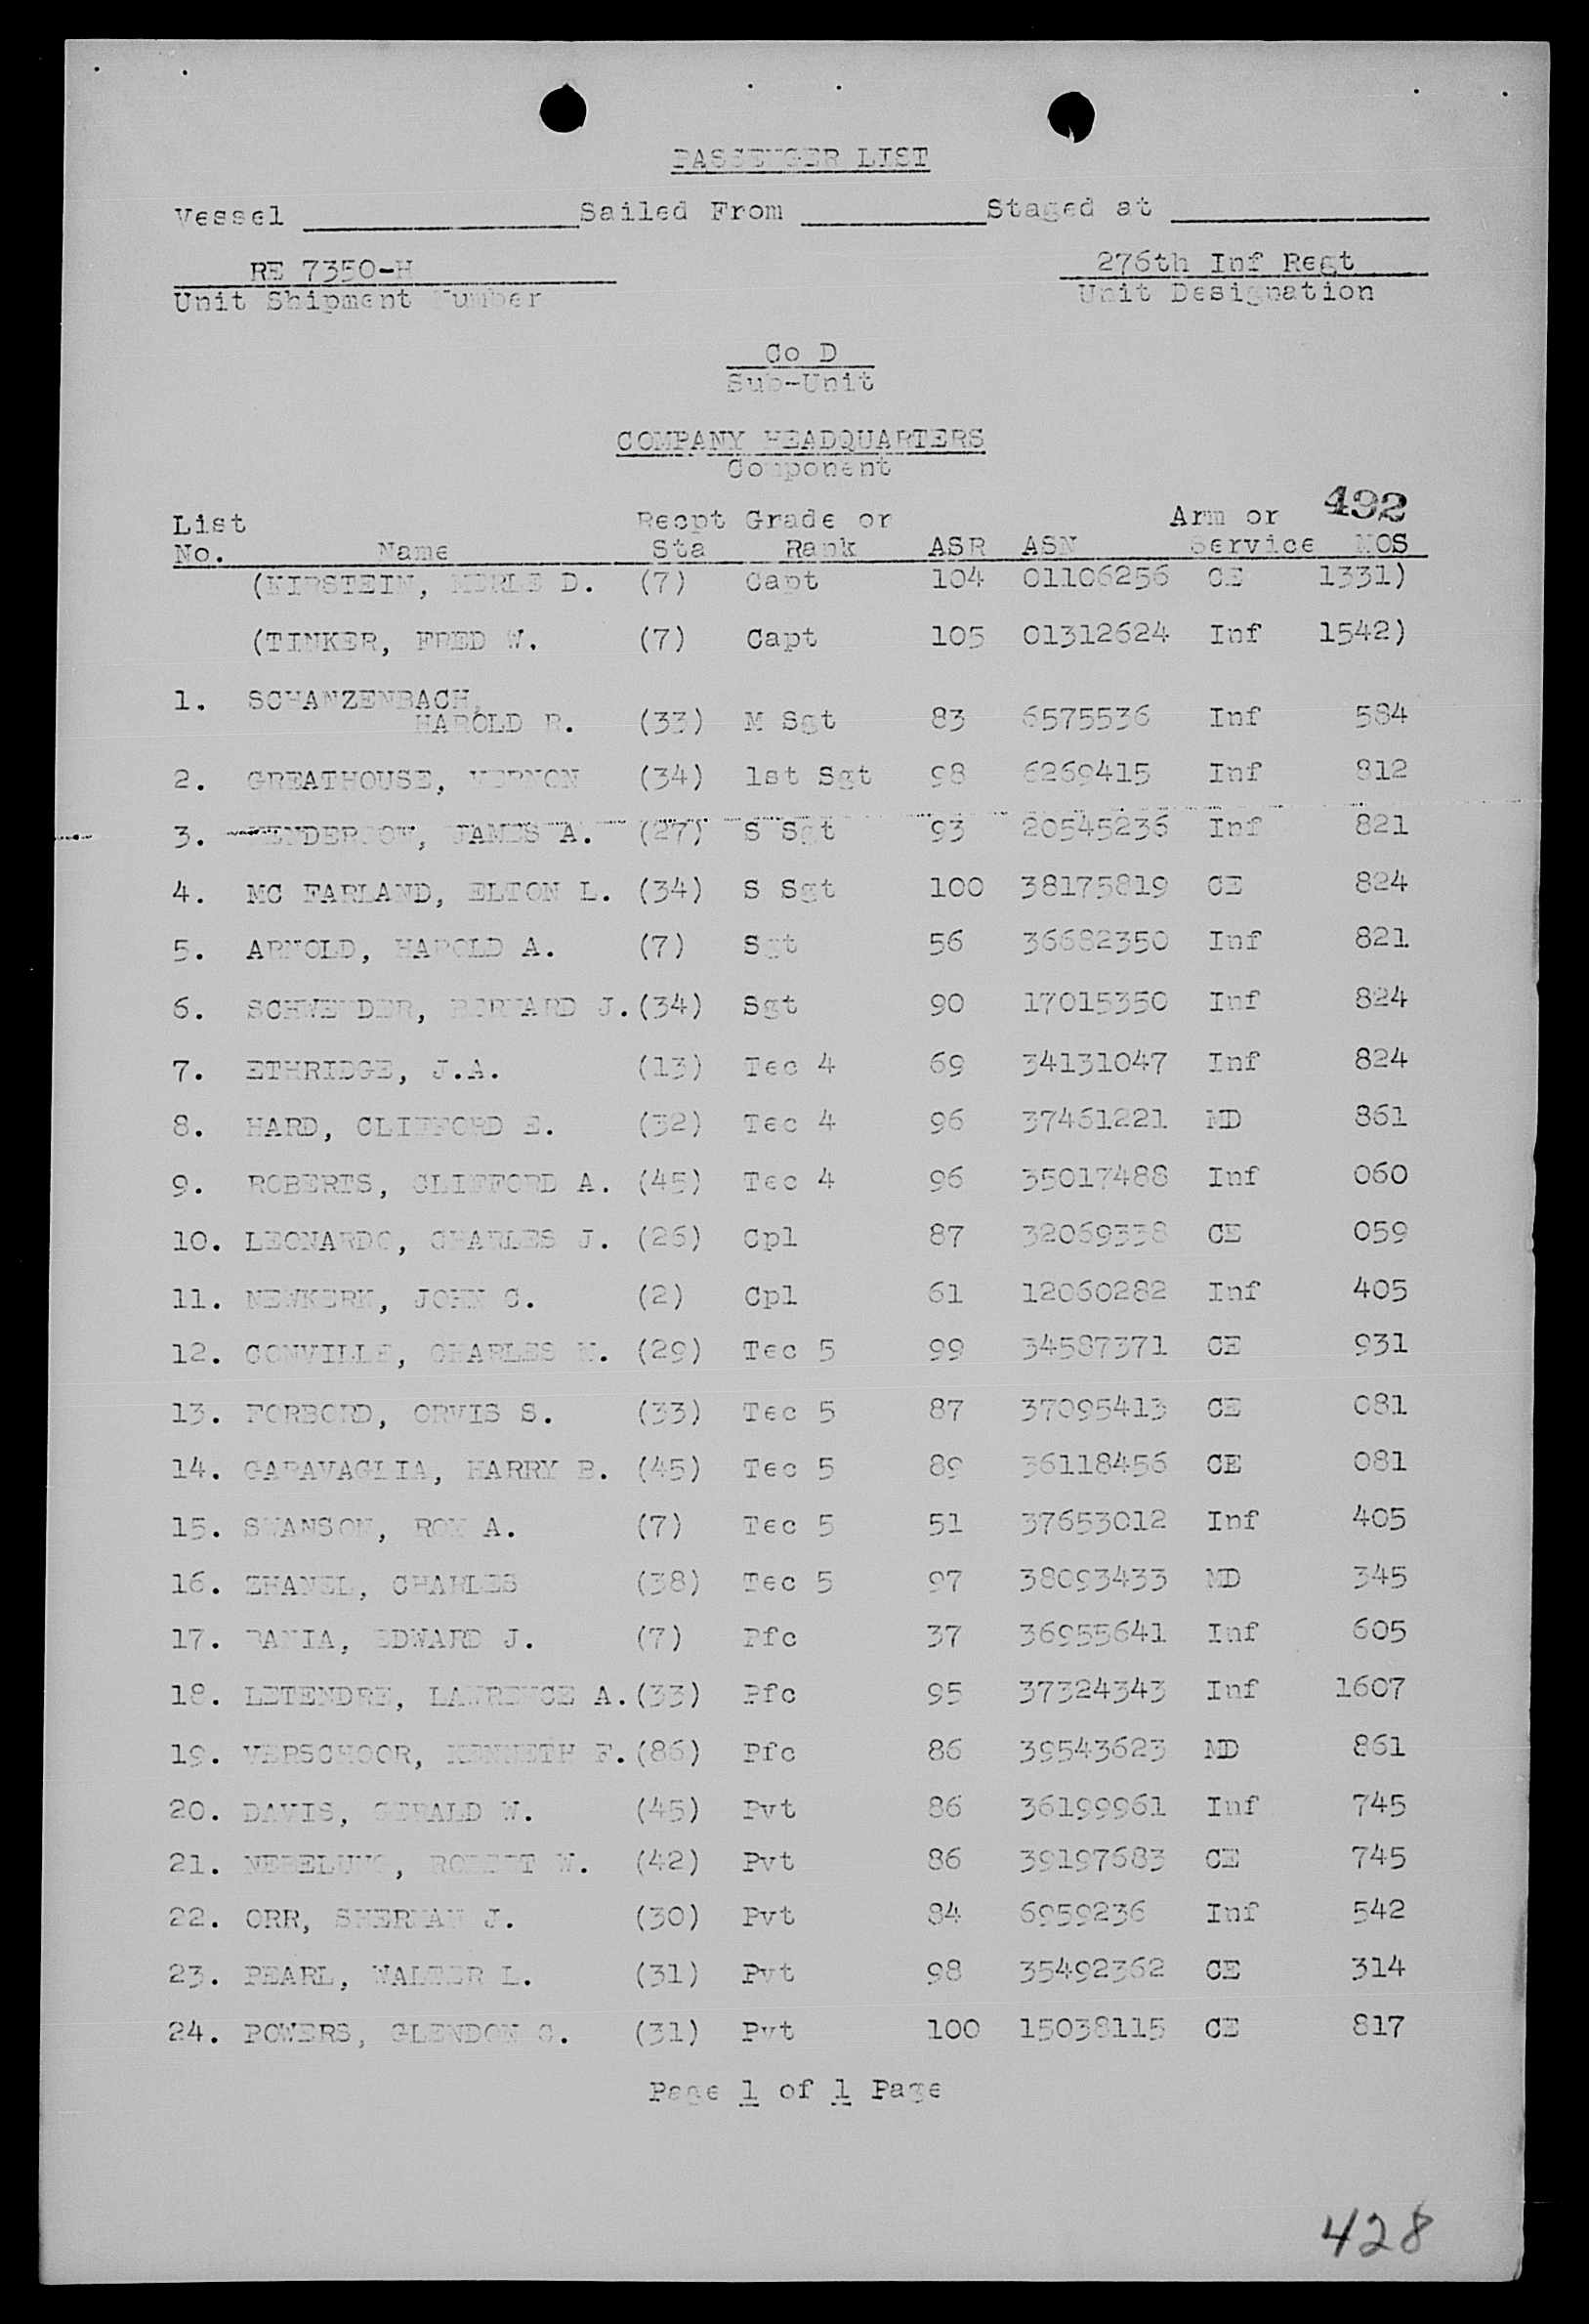 PASSENGER LIST
Vessel Sailed From Staged at
RE 7350-H 276th Inf Regt
Unit Shipment Number Unit Designation
Co D
Sub-Unit
COMPANY HEADQUARTERS
Component
492
List Recpt Grade or Arm or
No. Name Sta Rank ASR ASN Service MOS
(KIRSTEIN, MERLE D. (7) Capt 104 01106256 CE 1331)
(TINKER, FRED W. (7) Capt 105 01312624 Inf 1542)
1. SCHANZENBACH,
HAROLD R. (33) M Sgt 83 6575536 Inf 584
2. GREATHOUSE, VERNON (34) 1st Sgt 98 6269415 Inf 812
3. HENDERSON, JAMES A. (27) S Sgt 93 20545236 Inf 821
4. MC FARLAND, ELTON L. (34) S Sgt 100 38175819 CE 824
5. ARNOLD, HAROLD A. (7) Sgt 56 36682350 Inf 821
6. SCHWENDER, BERNARD J. (34) Sgt 90 17015350 Inf 824
7. ETHRIDGE, J.A. (13) Tec 4 69 34131047 Inf 824
8. HARD, CLIFFORD E. (32) Tec 4 96 37461221 MD 861
9. ROBERTS, CLIFFORD A. (45) Tec 4 96 35017488 Inf 060
10. LEONARDO, CHARLES J. (26) Cpl 87 32069338 CE 059
11. NEWKERK, JOHN C. (2) Cpl 61 12060282 Inf 405
12. CONVILLE, CHARLES (29) Tec 5 99 34587371 CE 931
13. FORBORD, ORVIS S. (33) Tec 5 87 37095413 CE 081
14. GARAVAGLIA, HARRY B. (45) Tec 5 89 36118456 CE 081
15. SWANSON, ROY A. (7) Tec 5 51 37653012 Inf 405
16. ZHANEL, CHARLES (38) Tec 5 97 38093433 MD 345
17. EDWARD J. (7) Pfc 37 36955641 Inf 605
18. LETENDRE, LAWRENCE A. (33) Pfc 95 37324343 Inf 1607
19. VERSCHOOR, KENNETH F. (86) Pfc 86 39543623 MD 861
20. DAVIS, GERALD W. (45) Pvt 86 36199961 Inf 745
21. NEBELUNG, ROBERT W. (42) Pvt 86 39197683 CE 745
22. ORR, SHERMAN J. (30) Pvt 84 6959236 Inf 542
23. PEARL, WALTER L. (31) Pvt 98 35492362 CE 314
24. POWERS, GLENDON C. (31) Pvt 100 15038115 CE 817
Page 1 of 1 Page
428